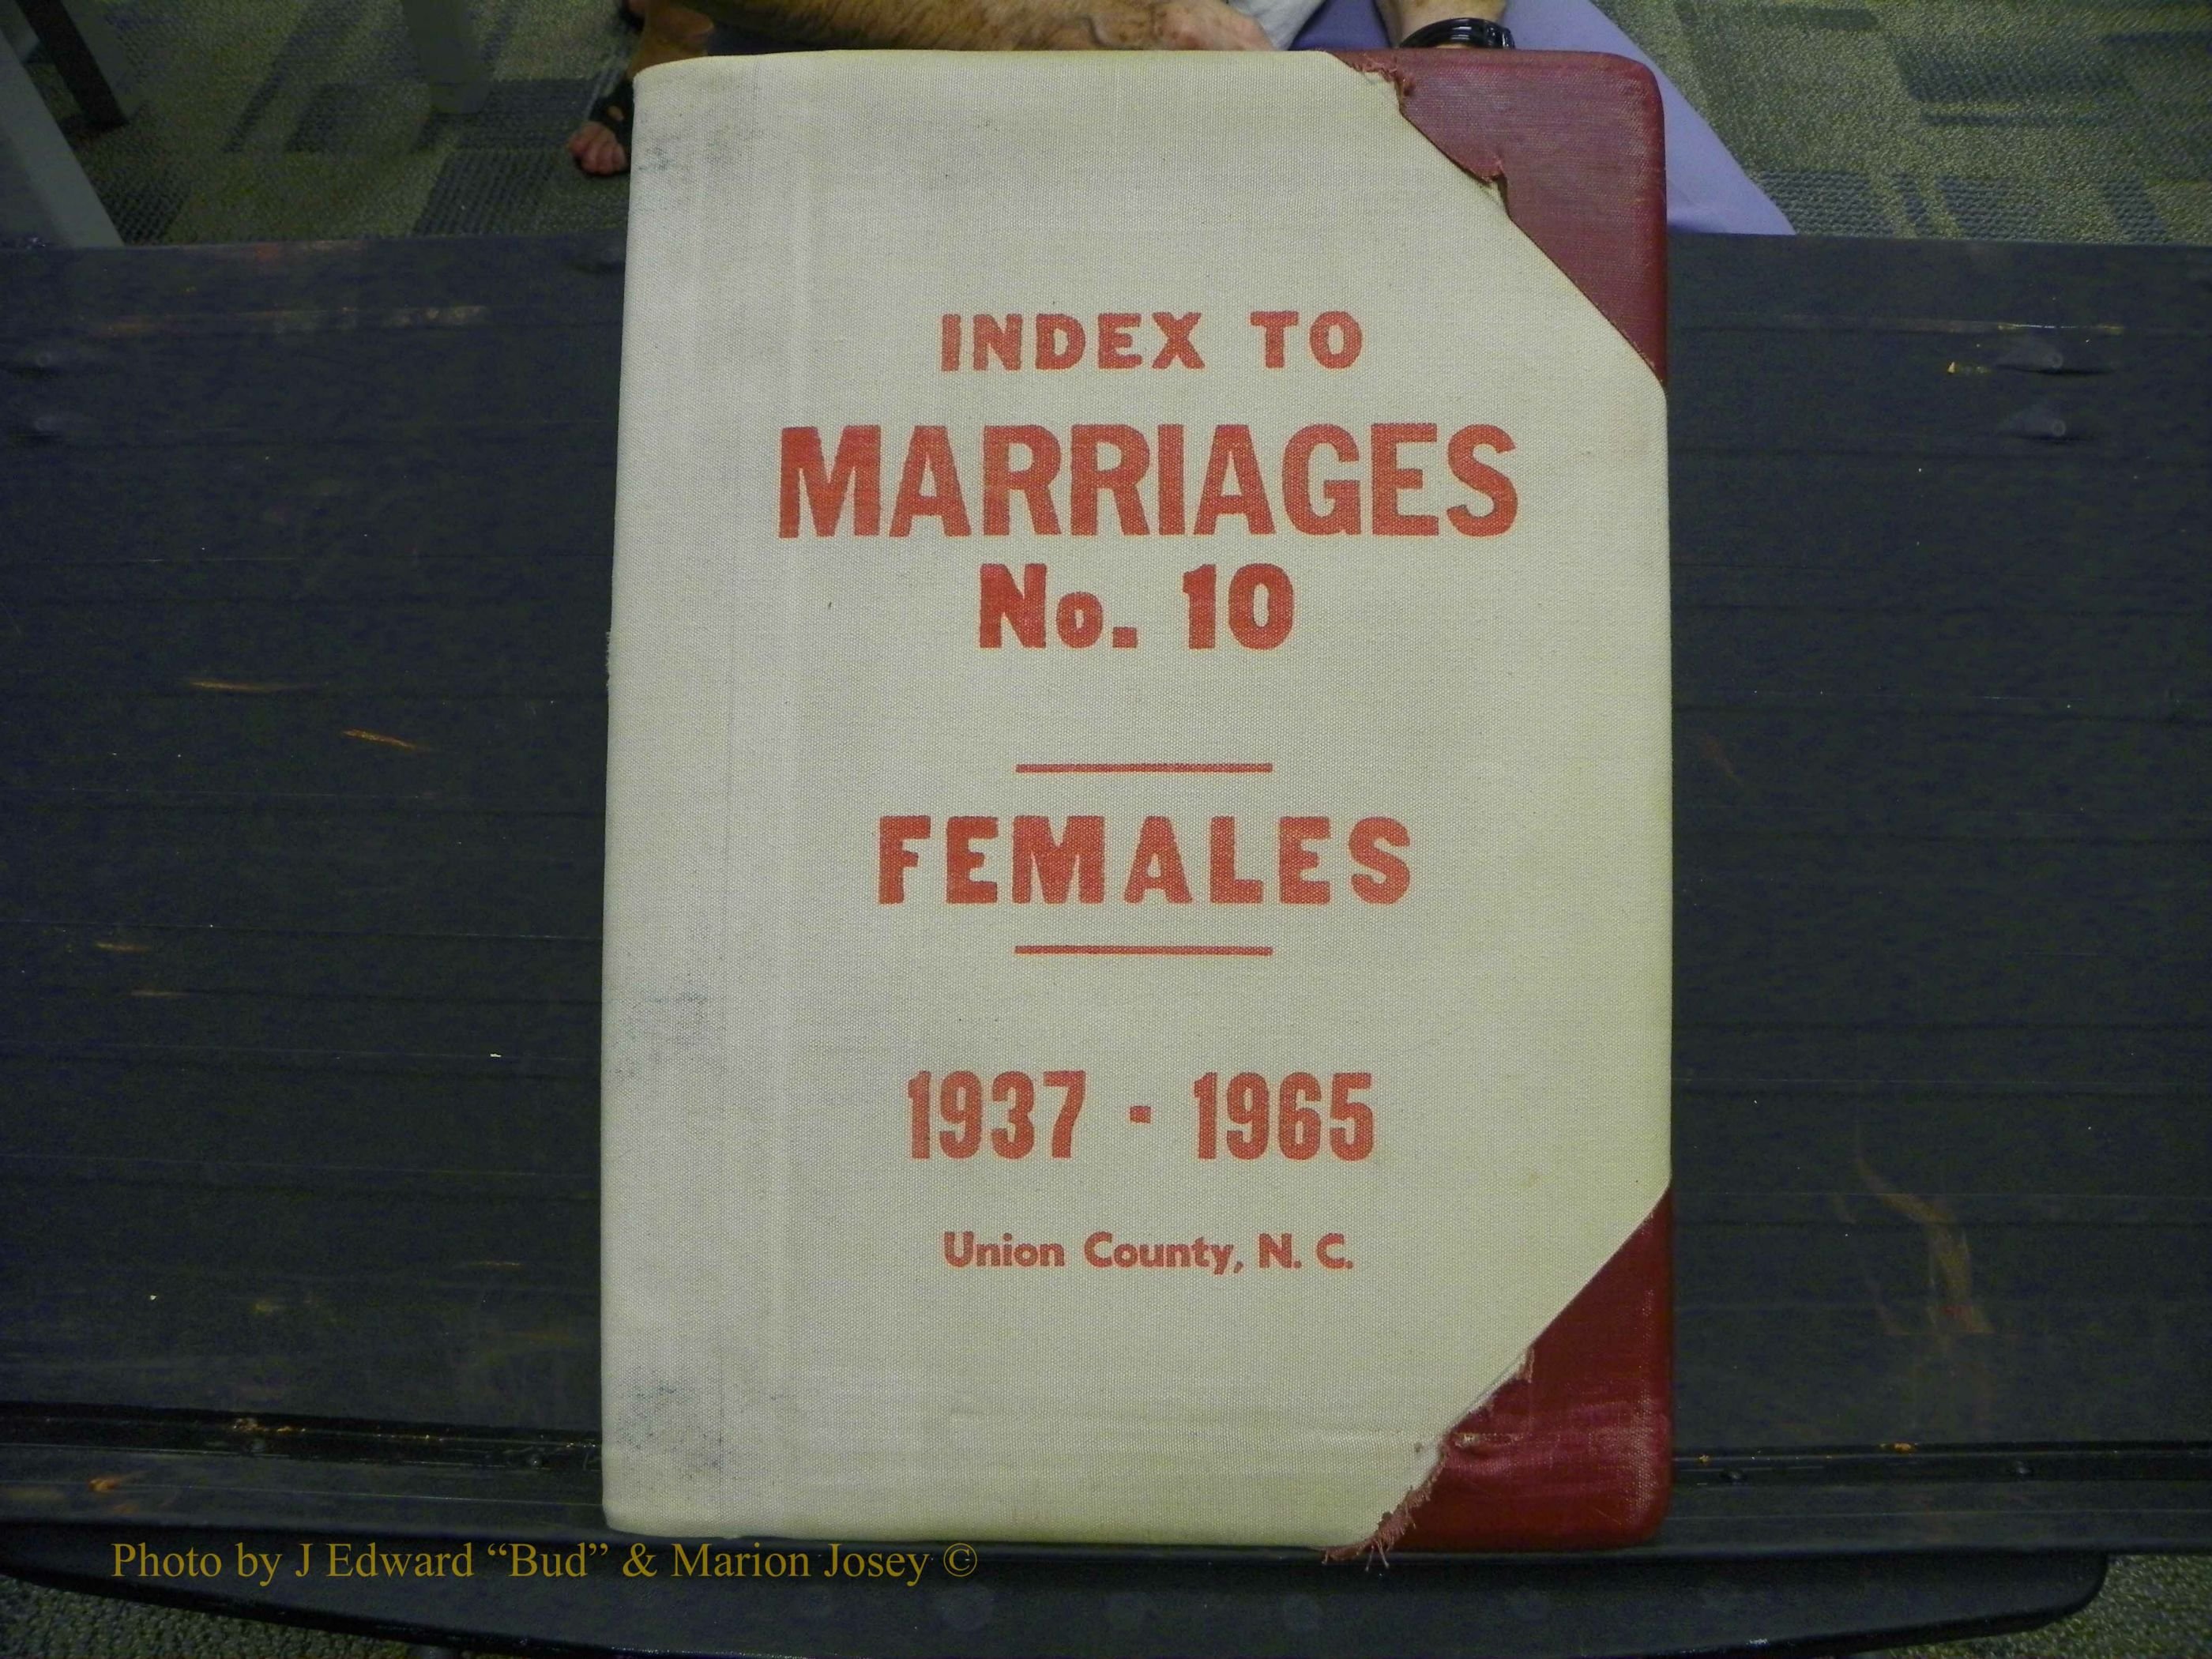 INDEX TO
MARRIAGES
No. 10
FEMALES
1937 - 1965
Union County, N. C.
Photo by J Edward “Bud” & Marion Josey ©